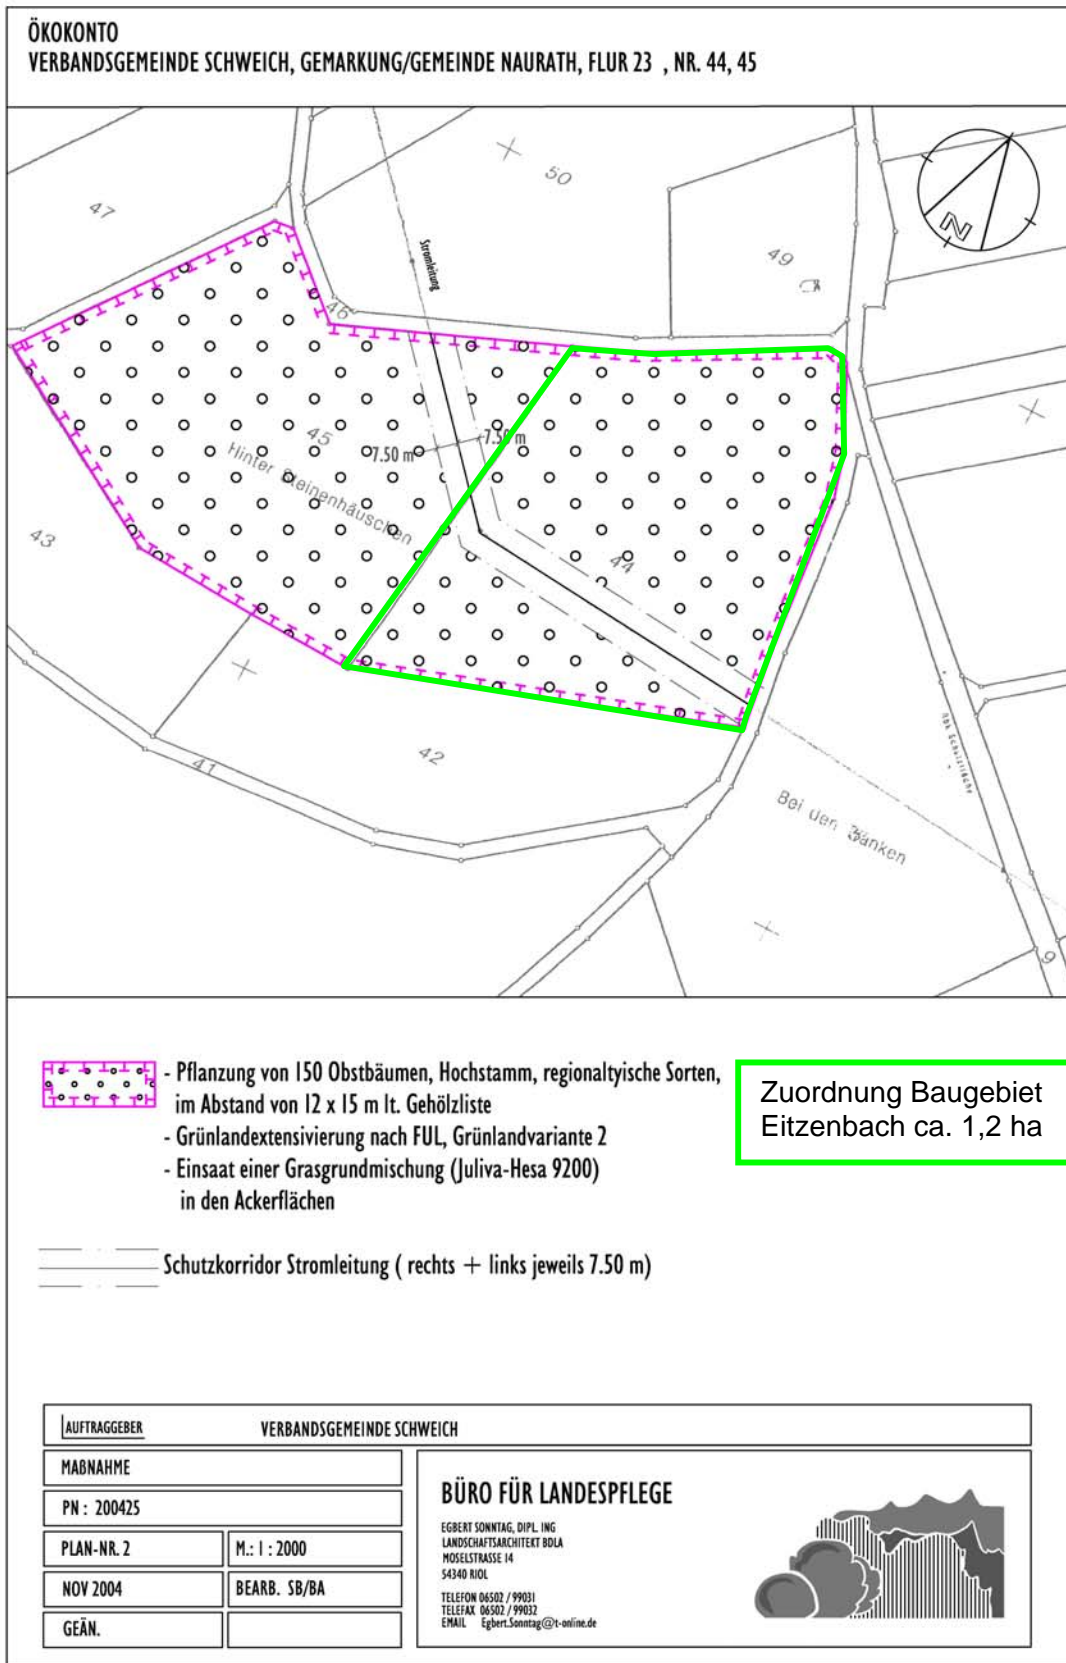 ÖKOKONTO
VERBANDSGEMEINDE SCHWEICH, GEMARKUNG/GEMEINDE NAURATH, FLUR 23 , NR. 44, 45
47
50
49
N
Stromleitung
46
45
7.50 m
7.50 m
Hinter Steinenhäuschen
43
44
42
41
Bei den Bänken
9
- Pflanzung von 150 Obstbäumen, Hochstamm, regionaltyische Sorten,
im Abstand von 12 x 15 m lt. Gehölzliste
- Grünlandextensivierung nach FUL, Grünlandvariante 2
- Einsaat einer Grasgrundmischung (Juliva-Hesa 9200)
in den Ackerflächen
Zuordnung Baugebiet
Eitzenbach ca. 1,2 ha
Schutzkorridor Stromleitung ( rechts + links jeweils 7.50 m)
AUFTRAGGEBER VERBANDSGEMEINDE SCHWEICH
MAßNAHME
PN : 200425
PLAN-NR. 2 M.: 1 : 2000
NOV 2004 BEARB. SB/BA
GEÄN.
BÜRO FÜR LANDESPFLEGE
EGBERT SONNTAG, DIPL. ING
LANDSCHAFTSARCHITEKT BDLA
MOSELSTRASSE 14
54340 RIOL
TELEFON 06502 / 99031
TELEFAX 06502 / 99032
EMAIL Egbert.Sonntag@t-online.de